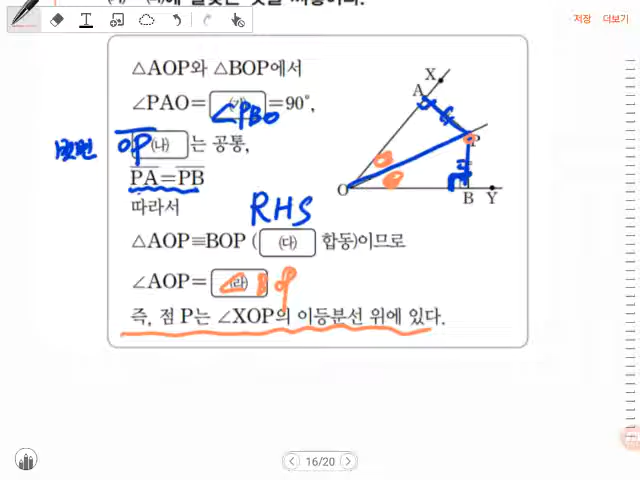 저장 더보기
△AOP와 △BOP에서
∠PAO= (가) =90°,
∠PBO
빗변 OP (나) 는 공통,
PA=PB
따라서 RHS
△AOP≡BOP ( (다) 합동)이므로
∠AOP= (라) ∠BOP
즉, 점 P는 ∠XOP의 이등분선 위에 있다.
X
A
P
O
B Y
16/20